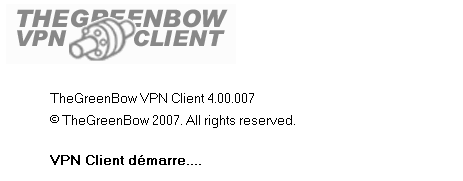 THEGREENBOW
VPN CLIENT
TheGreenBow VPN Client 4.00.007
© TheGreenBow 2007. All rights reserved.
VPN Client démarre....